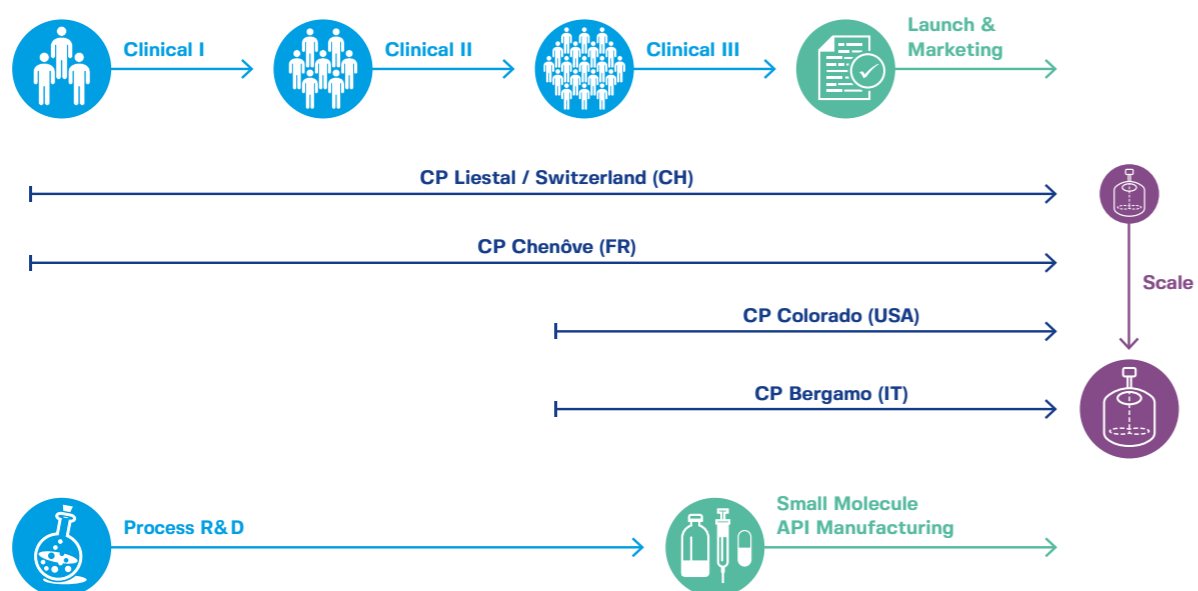 Clinical I
Clinical II
Clinical III
Launch &
Marketing
CP Liestal / Switzerland (CH)
CP Chenôve (FR)
Scale
CP Colorado (USA)
CP Bergamo (IT)
Process R&D
Small Molecule
API Manufacturing